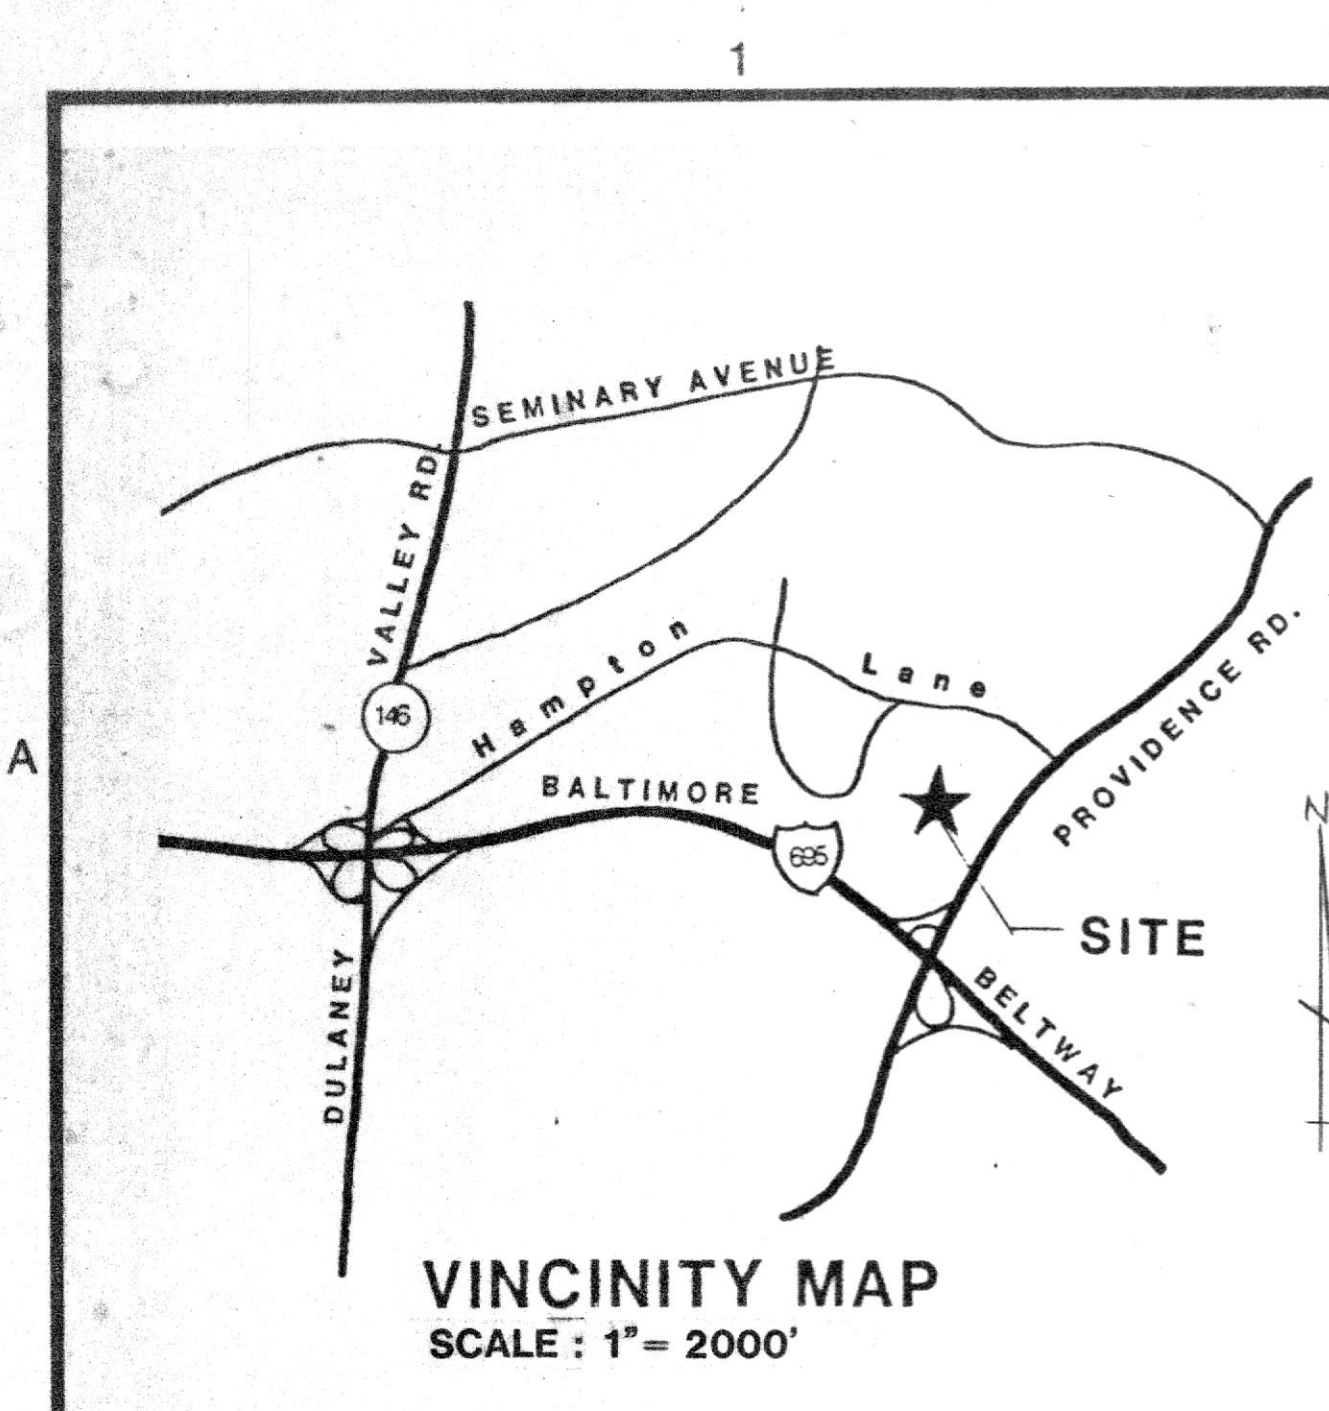 1
SEMINARY AVENUE
VALLEY RD.
Hampton Lane
146
A
BALTIMORE
PROVIDENCE RD.
695
N
SITE
BELTWAY
DULANEY
VINCINITY MAP
SCALE : 1" = 2000'